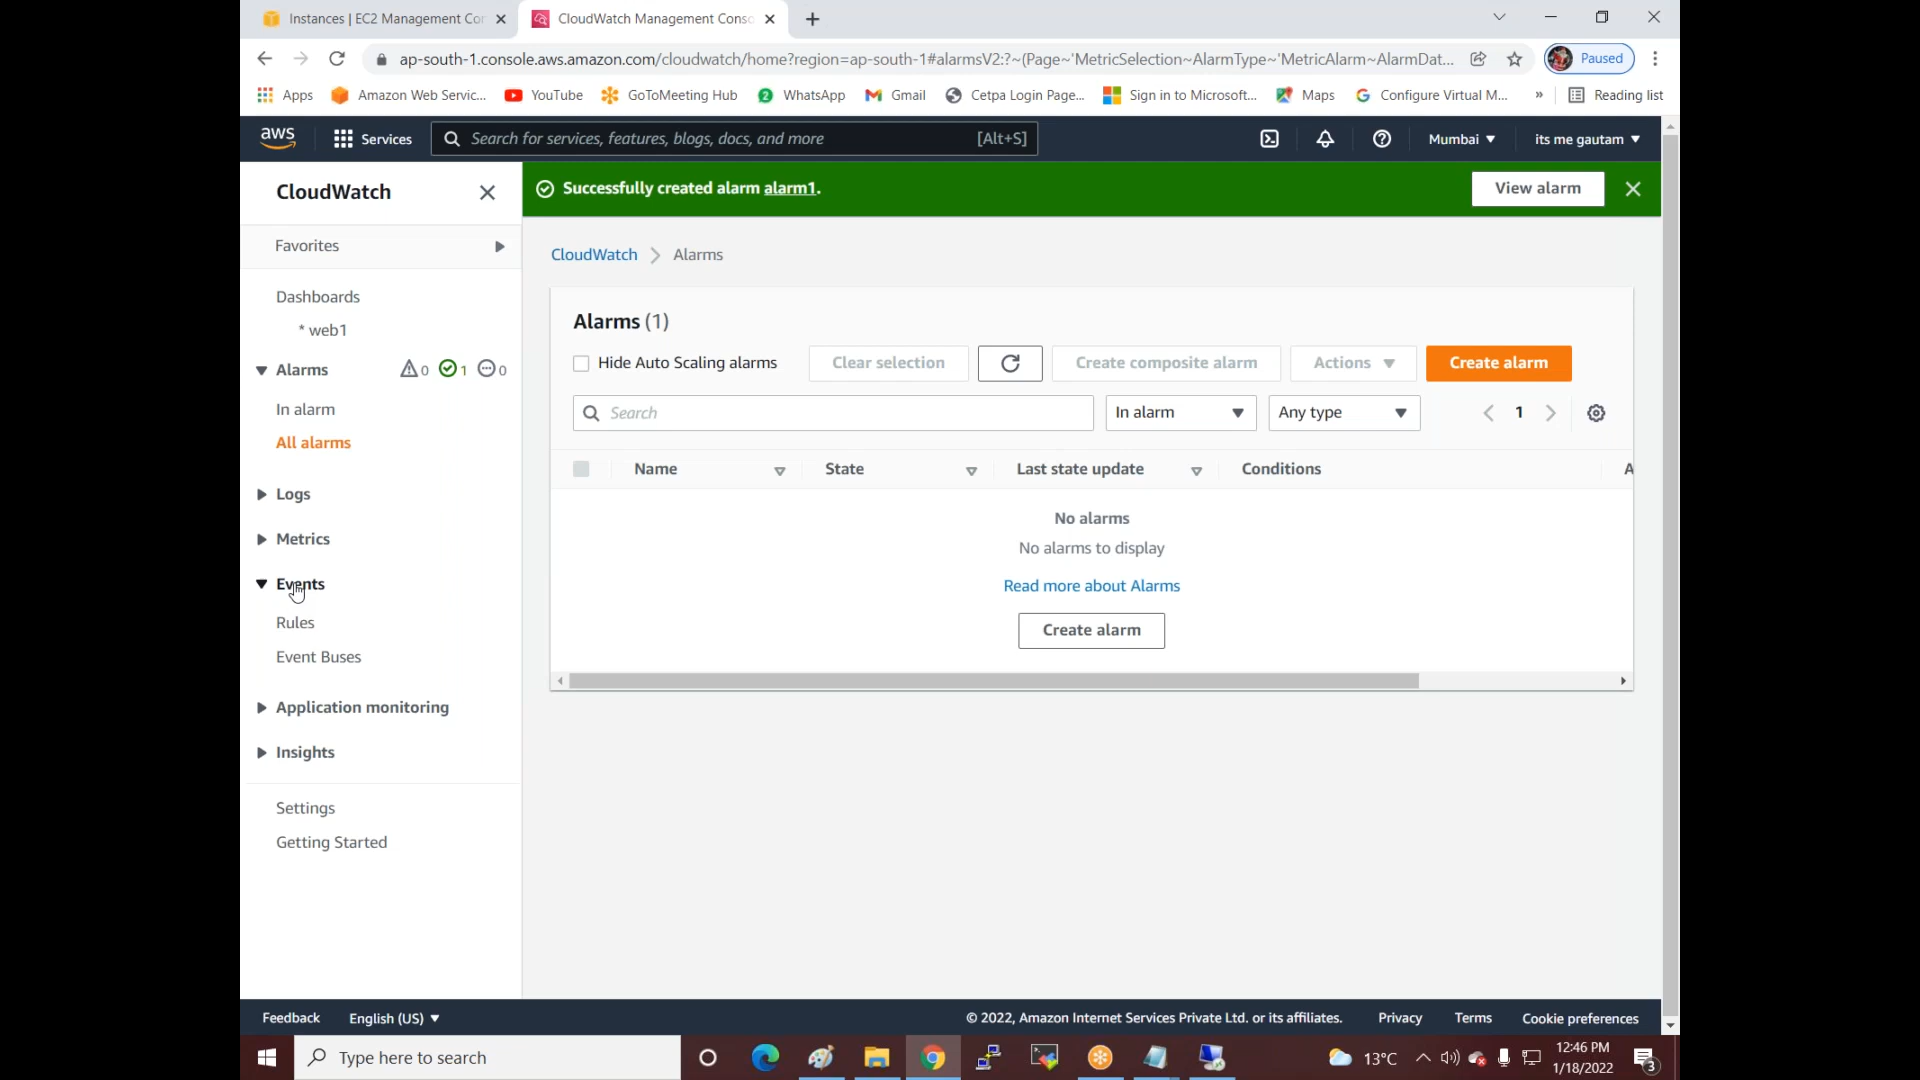 Instances | EC2 Management Cor
CloudWatch Management Conso
ap-south-1.console.aws.amazon.com/cloudwatch/home?region=ap-south-1#alarmsV2:?~(Page~'MetricSelection~AlarmType~'MetricAlarm~AlarmDat...
Paused
Apps
Amazon Web Servic...
YouTube
GoToMeeting Hub
2
WhatsApp
Gmail
Cetpa Login Page...
Sign in to Microsoft...
Maps
Configure Virtual M...
»
Reading list
aws
Services
Search for services, features, blogs, docs, and more
[Alt+S]
Mumbai
its me gautam
CloudWatch
Successfully created alarm alarm1.
View alarm
Favorites
Dashboards
* web1
Alarms
0
1
0
In alarm
All alarms
Logs
Metrics
Events
Rules
Event Buses
Application monitoring
Insights
Settings
Getting Started
CloudWatch
Alarms
Alarms (1)
Hide Auto Scaling alarms
Clear selection
Create composite alarm
Actions
Create alarm
Search
In alarm
Any type
1
Name
State
Last state update
Conditions
A
No alarms
No alarms to display
Read more about Alarms
Create alarm
Feedback
English (US)
© 2022, Amazon Internet Services Private Ltd. or its affiliates.
Privacy
Terms
Cookie preferences
Type here to search
13°C
12:46 PM
1/18/2022
3